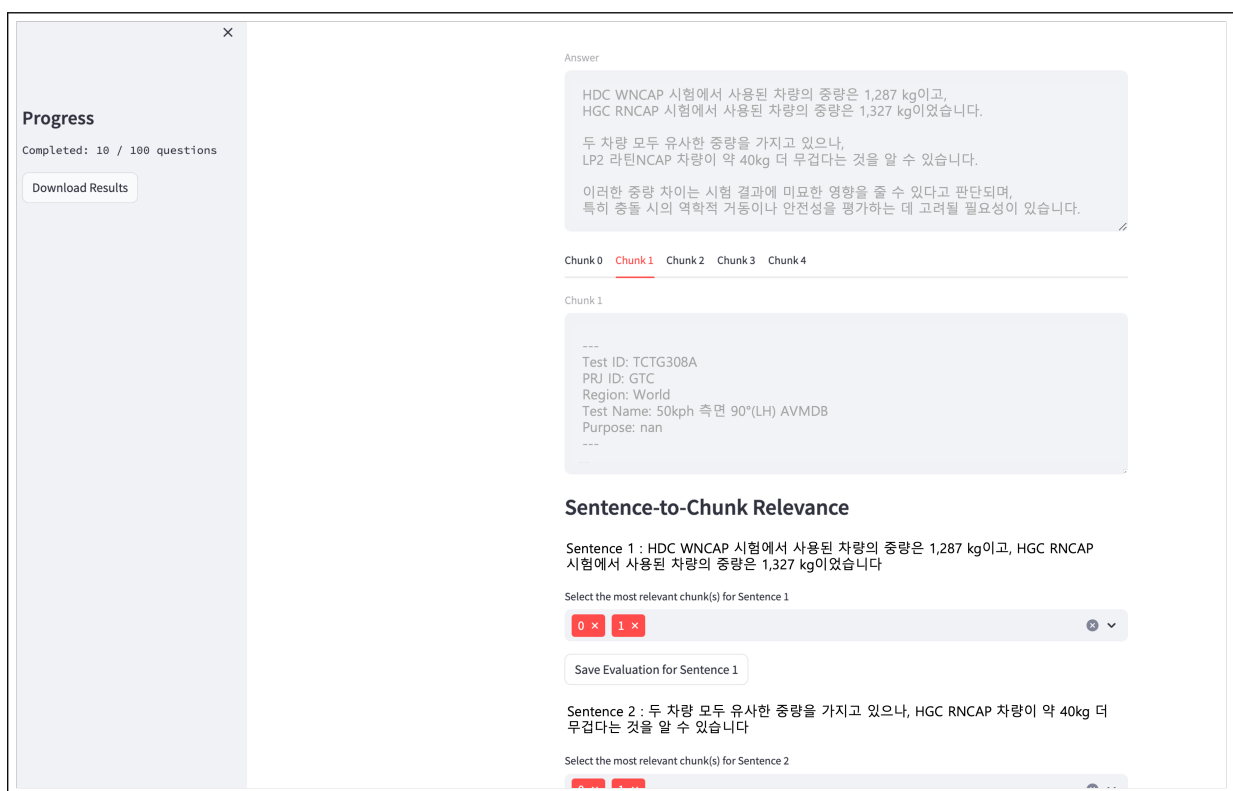 ×
Progress
Completed: 10 / 100 questions
Download Results
Answer
HDC WNCAP 시험에서 사용된 차량의 중량은 1,287 kg이고,
HGC RNCAP 시험에서 사용된 차량의 중량은 1,327 kg이었습니다.
두 차량 모두 유사한 중량을 가지고 있으나,
LP2 라틴NCAP 차량이 약 40kg 더 무겁다는 것을 알 수 있습니다.
이러한 중량 차이는 시험 결과에 미묘한 영향을 줄 수 있다고 판단되며,
특히 충돌 시의 역학적 거동이나 안전성을 평가하는 데 고려될 필요성이 있습니다.
Chunk 0 Chunk 1 Chunk 2 Chunk 3 Chunk 4
Chunk 1
---
Test ID: TCTG308A
PRJ ID: GTC
Region: World
Test Name: 50kph 측면 90°(LH) AVMDB
Purpose: nan
---
Sentence-to-Chunk Relevance
Sentence 1 : HDC WNCAP 시험에서 사용된 차량의 중량은 1,287 kg이고, HGC RNCAP
시험에서 사용된 차량의 중량은 1,327 kg이었습니다
Select the most relevant chunk(s) for Sentence 1
0 × 1 ×
Save Evaluation for Sentence 1
Sentence 2 : 두 차량 모두 유사한 중량을 가지고 있으나, HGC RNCAP 차량이 약 40kg 더
무겁다는 것을 알 수 있습니다
Select the most relevant chunk(s) for Sentence 2
0 × 1 ×